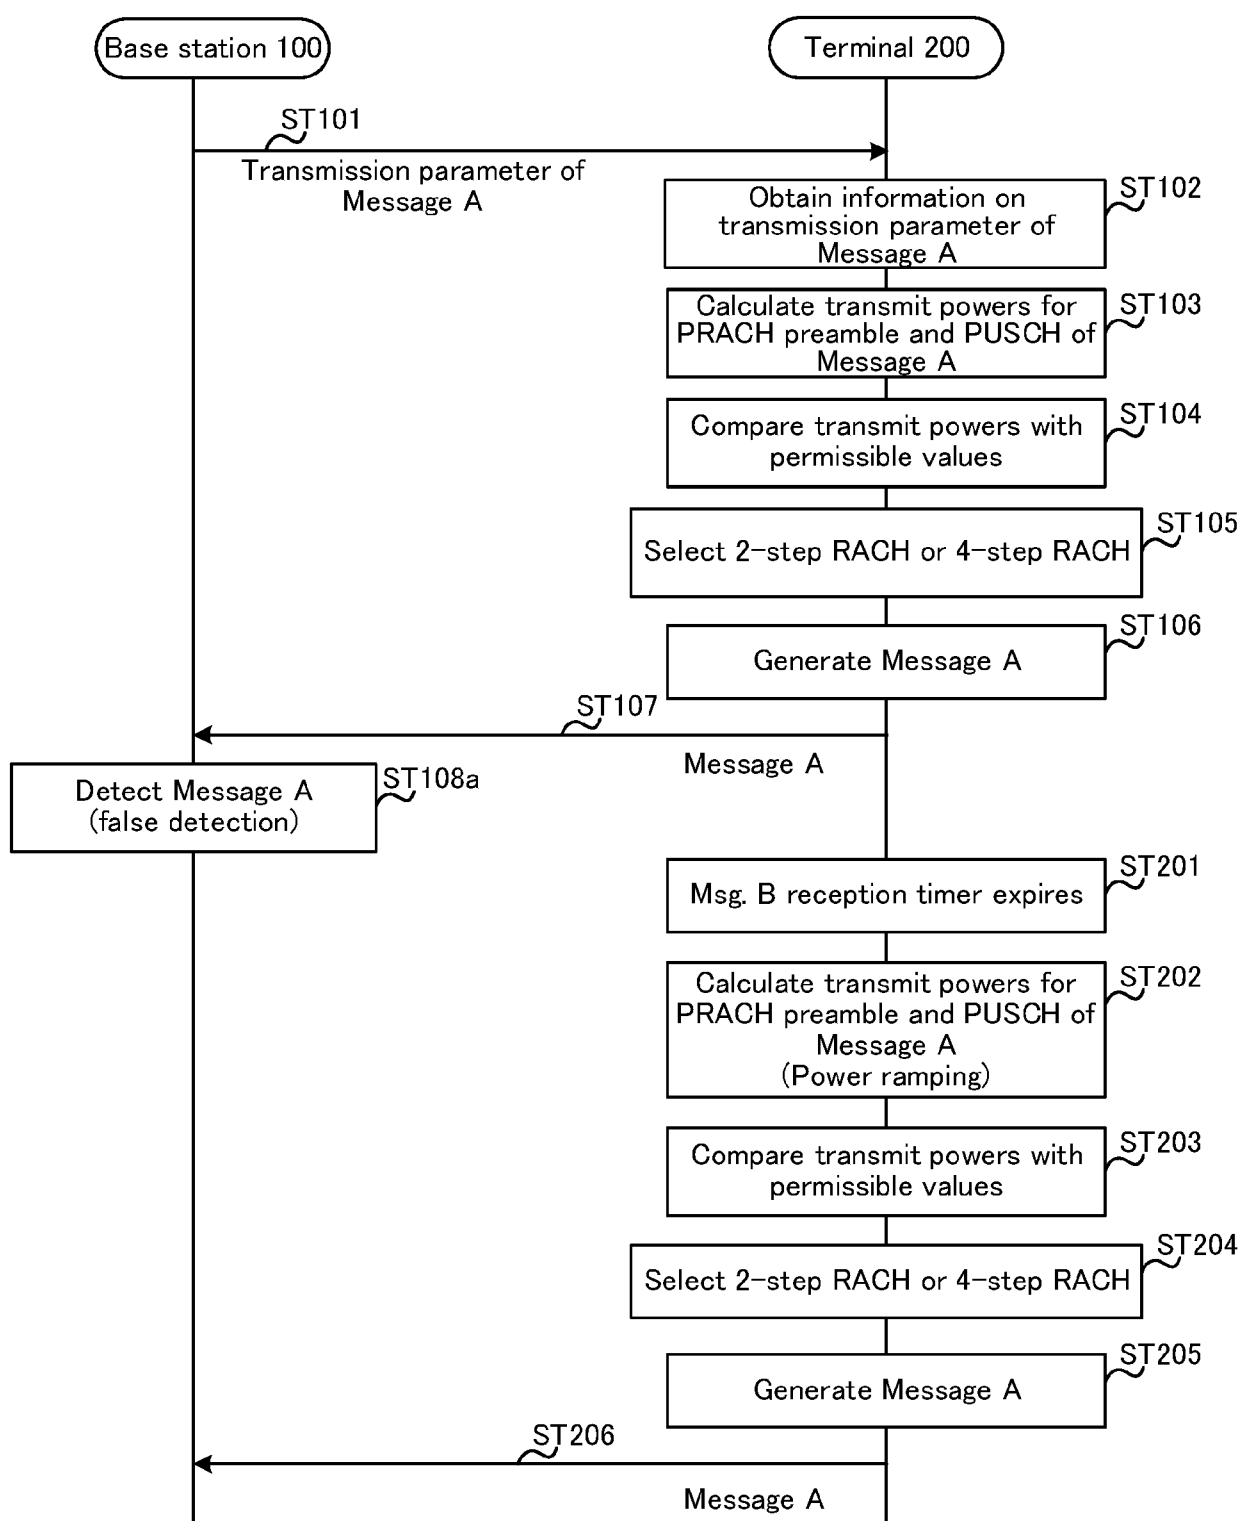 Base station 100
Terminal 200
ST101
Transmission parameter of
Message A
ST102
Obtain information on
transmission parameter of
Message A
ST103
Calculate transmit powers for
PRACH preamble and PUSCH of
Message A
ST104
Compare transmit powers with
permissible values
ST105
Select 2-step RACH or 4-step RACH
ST106
Generate Message A
ST107
Message A
ST108a
Detect Message A
(false detection)
ST201
Msg. B reception timer expires
ST202
Calculate transmit powers for
PRACH preamble and PUSCH of
Message A
(Power ramping)
ST203
Compare transmit powers with
permissible values
ST204
Select 2-step RACH or 4-step RACH
ST205
Generate Message A
ST206
Message A